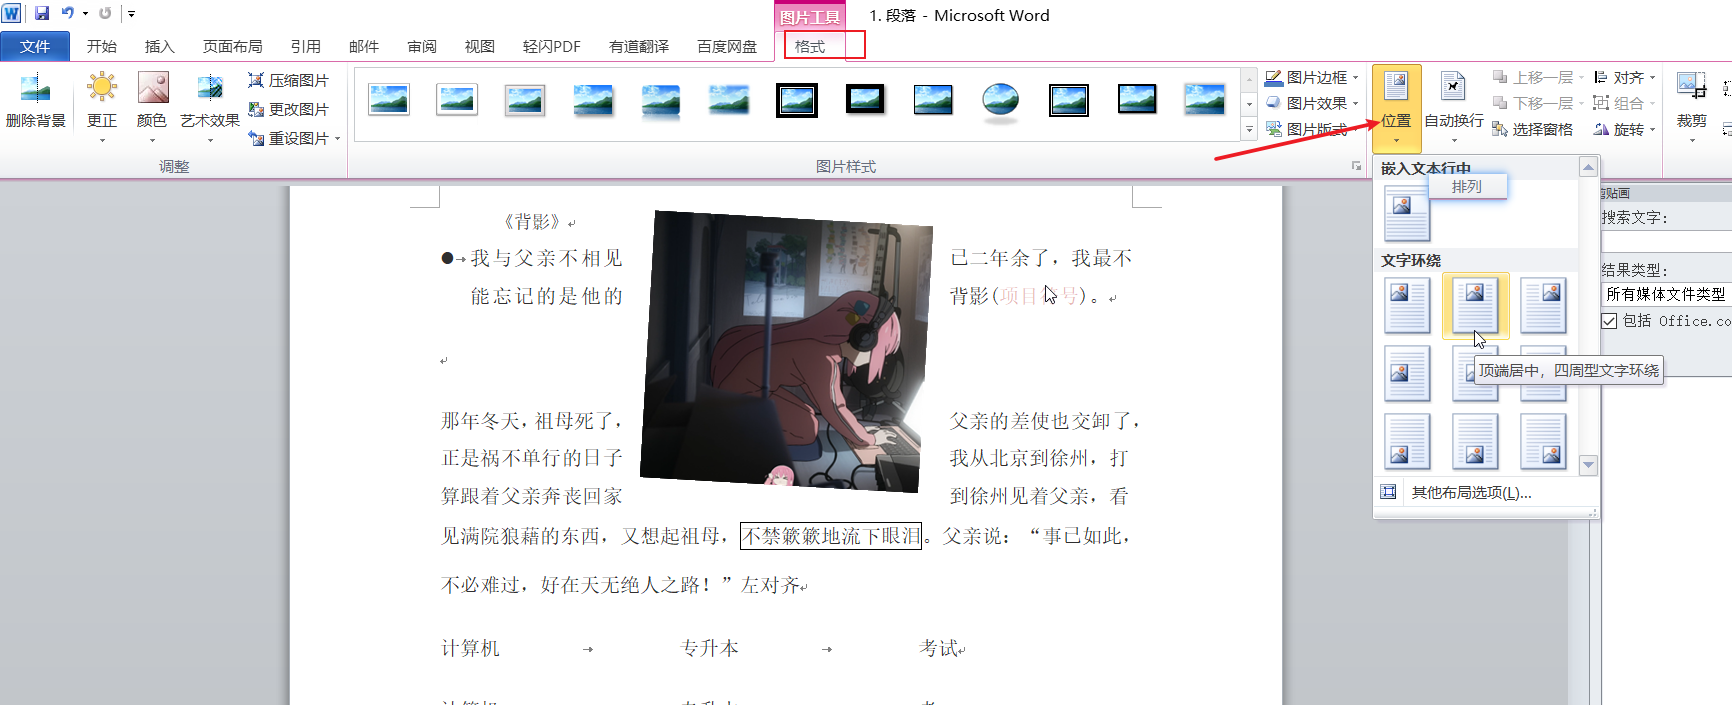 图片工具
1. 段落 - Microsoft Word
文件 开始 插入 页面布局 引用 邮件 审阅 视图 轻闪PDF 有道翻译 百度网盘 格式
删除背景 更正 颜色 艺术效果
压缩图片
更改图片
重设图片
调整
图片样式
图片边框
图片效果
图片版式
位置 自动换行
上移一层
下移一层
选择窗格
对齐
组合
旋转
裁剪
嵌入文本行中
排列
文字环绕
顶端居中，四周型文字环绕
其他布局选项(L)...
剪贴画
搜索文字:
结果类型:
所有媒体文件类型
包括 Office.co
《背影》
我与父亲不相见已二年余了，我最不
能忘记的是他的背影(项目符号)。
那年冬天，祖母死了，父亲的差使也交卸了，
正是祸不单行的日子我从北京到徐州，打
算跟着父亲奔丧回家到徐州见着父亲，看
见满院狼藉的东西，又想起祖母，不禁簌簌地流下眼泪。父亲说：“事已如此，
不必难过，好在天无绝人之路！”左对齐
计算机 → 专升本 → 考试